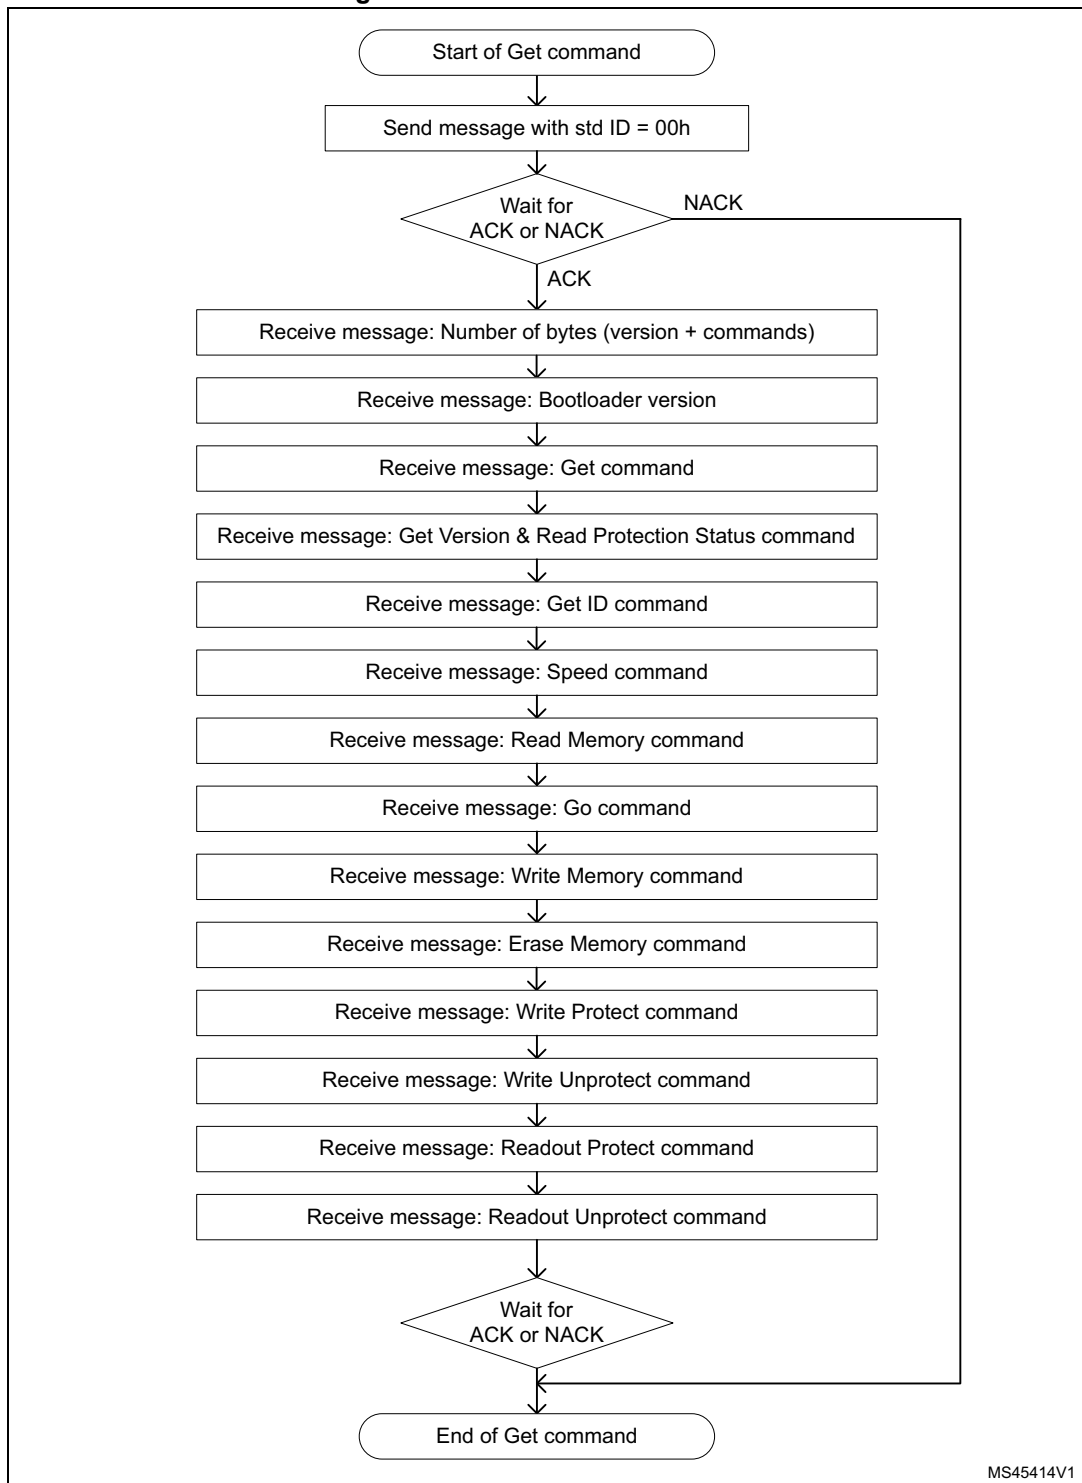 Start of Get command
Send message with std ID = 00h
Wait for
ACK or NACK
NACK
ACK
Receive message: Number of bytes (version + commands)
Receive message: Bootloader version
Receive message: Get command
Receive message: Get Version & Read Protection Status command
Receive message: Get ID command
Receive message: Speed command
Receive message: Read Memory command
Receive message: Go command
Receive message: Write Memory command
Receive message: Erase Memory command
Receive message: Write Protect command
Receive message: Write Unprotect command
Receive message: Readout Protect command
Receive message: Readout Unprotect command
Wait for
ACK or NACK
End of Get command
MS45414V1